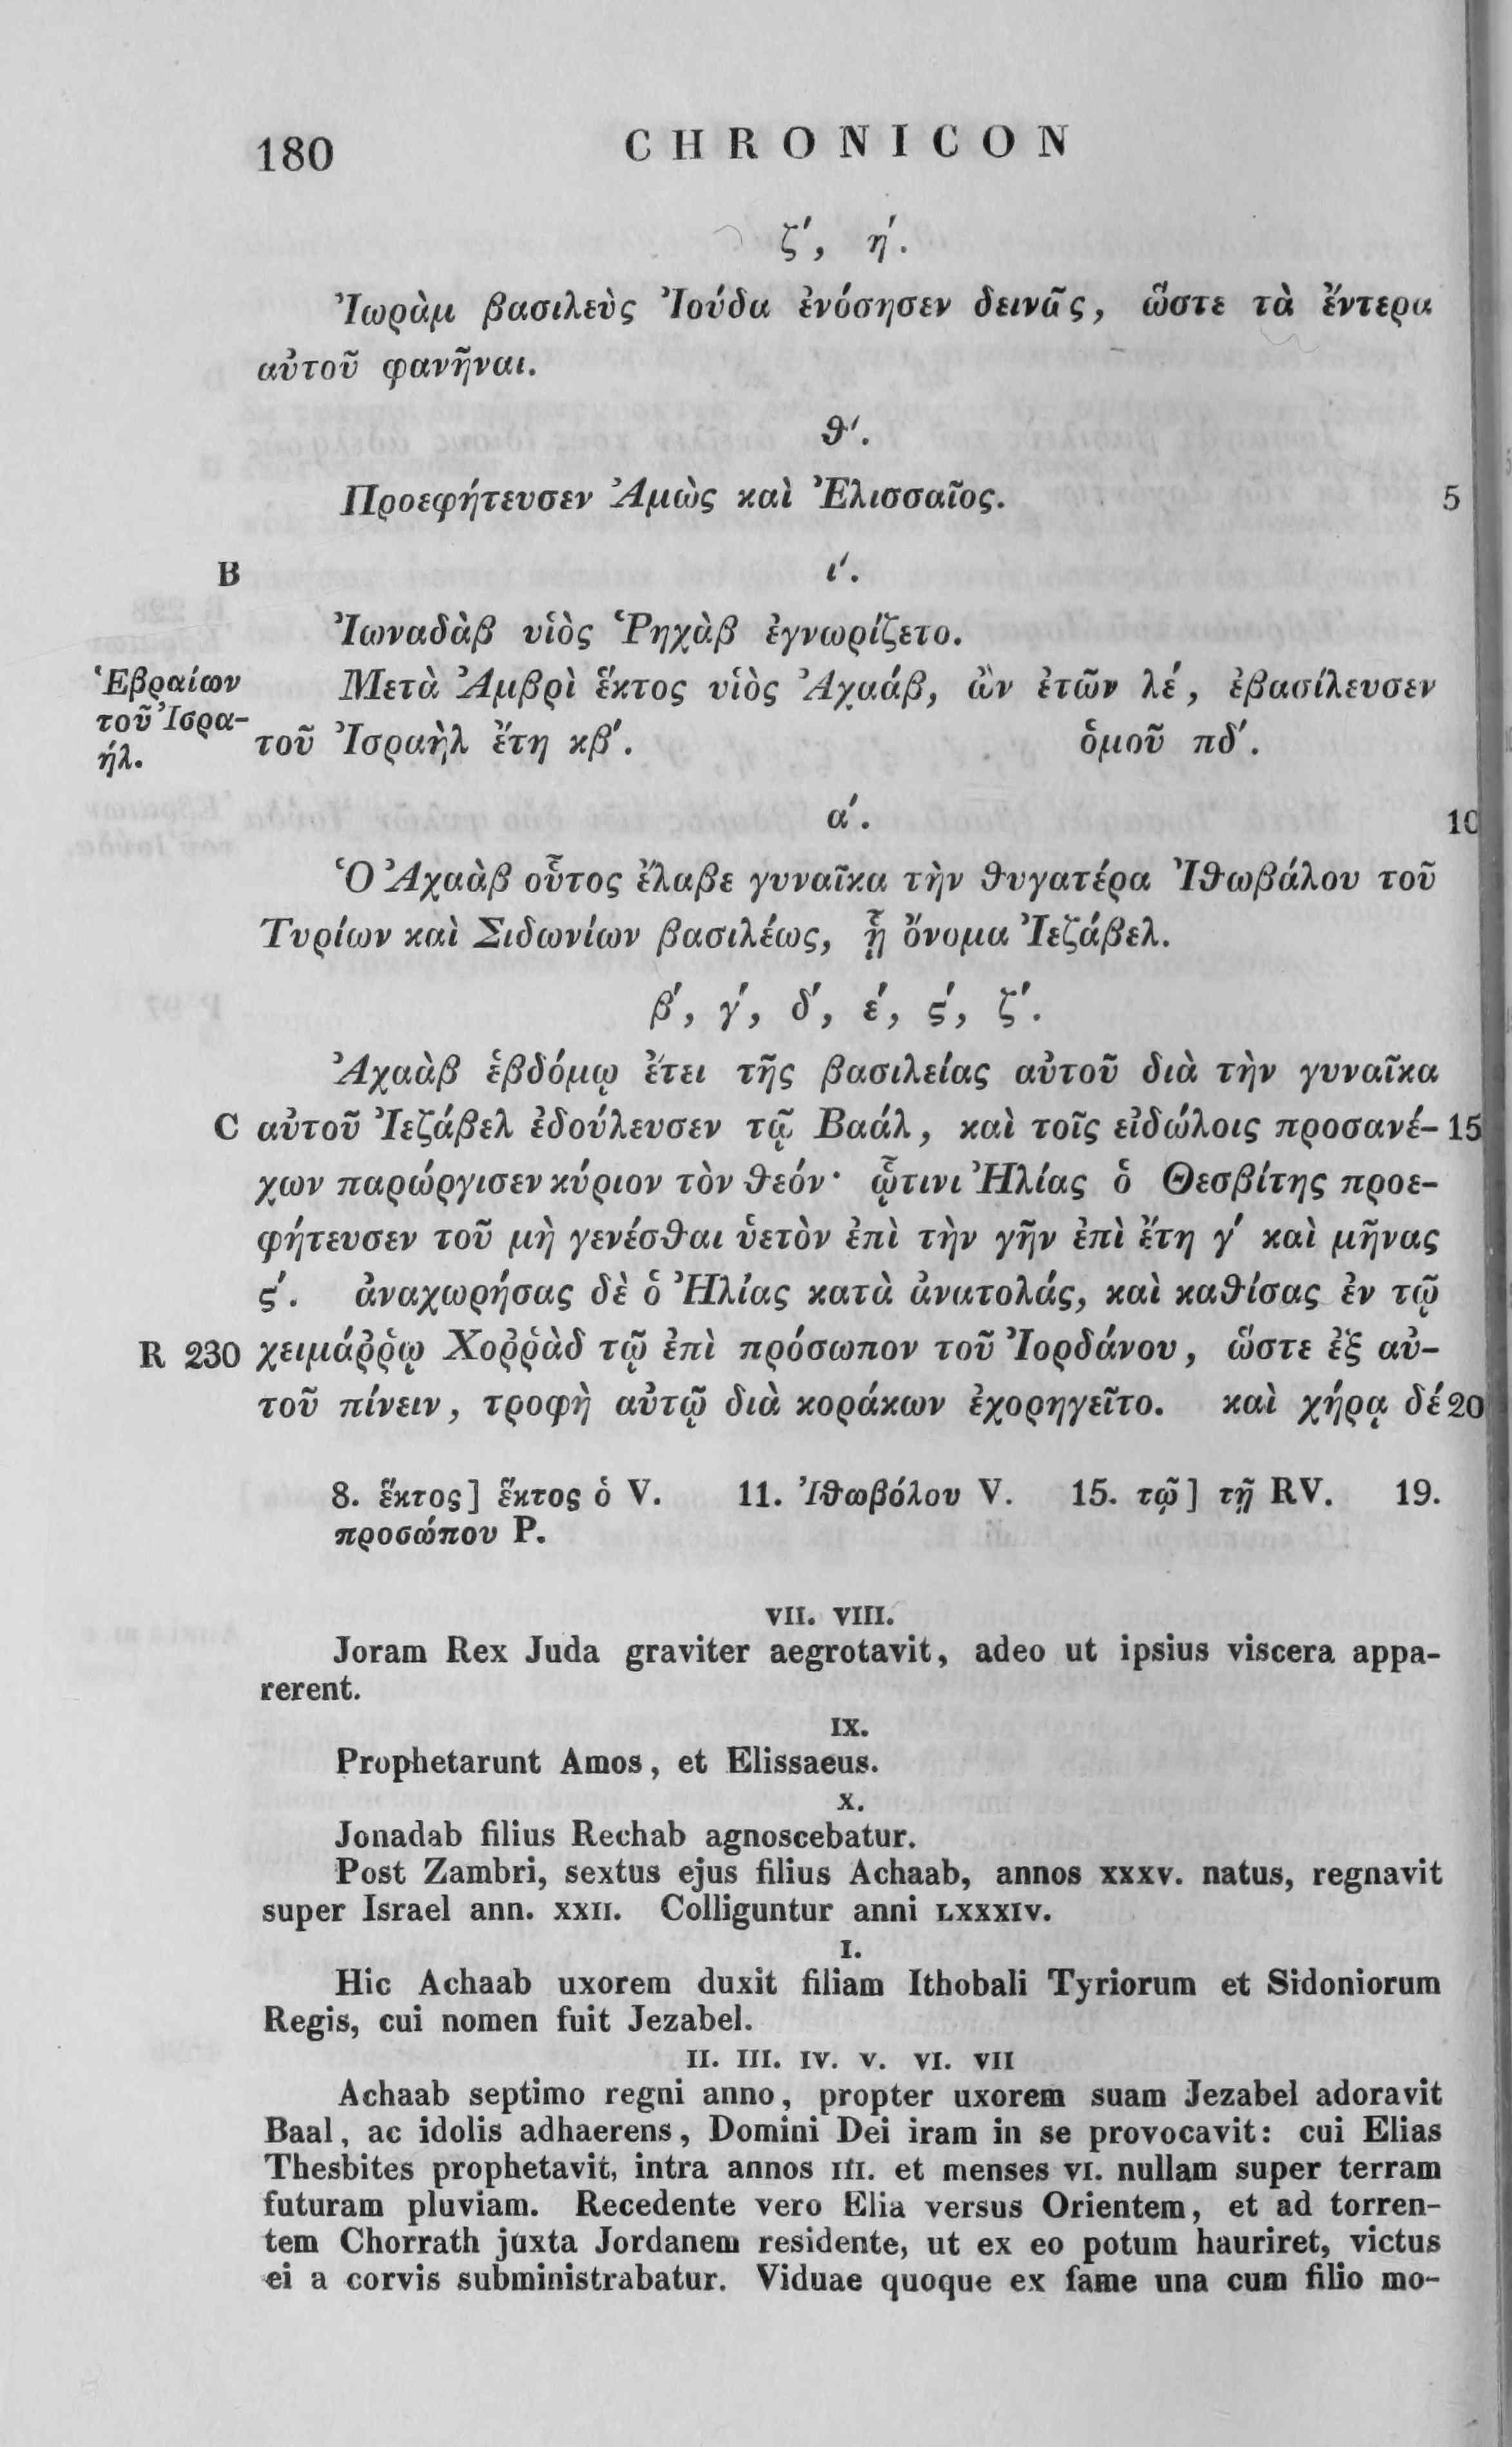 180 CHRONICON
ζ′, η′.
Ἰωρὰμ βασιλεὺς Ἰούδα ἐνόσησεν δεινῶς, ὥστε τὰ ἔντερα
αὐτοῦ φανῆναι.
θ′.
Προεφήτευσεν Ἀμὼς καὶ Ἐλισσαῖος. 5
B ι′.
Ἰωναδὰβ υἱὸς Ῥηχὰβ ἐγνωρίζετο.
Ἑβραίων Μετὰ Ἀμβρὶ ἕκτος υἱὸς Ἀχαάβ, ὢν ἐτῶν λέ, ἐβασίλευσεν
τοῦ Ἰσρα-
ήλ. τοῦ Ἰσραὴλ ἔτη κβ′. ὁμοῦ πδ′.
α′. 10
Ὁ Ἀχαὰβ οὗτος ἔλαβε γυναῖκα τὴν θυγατέρα Ἰθωβάλου τοῦ
Τυρίων καὶ Σιδωνίων βασιλέως, ᾗ ὄνομα Ἰεζάβελ.
β′, γ′, δ′, ε′, ς′, ζ′.
Ἀχαὰβ ἑβδόμῳ ἔτει τῆς βασιλείας αὐτοῦ διὰ τὴν γυναῖκα
C αὐτοῦ Ἰεζάβελ ἐδούλευσεν τῷ Βαάλ, καὶ τοῖς εἰδώλοις προσανέ- 15
χων παρώργισεν κύριον τὸν θεόν· ᾧτινι Ἠλίας ὁ Θεσβίτης προε-
φήτευσεν τοῦ μὴ γενέσθαι ὑετὸν ἐπὶ τὴν γῆν ἐπὶ ἔτη γ′ καὶ μῆνας
ς′. ἀναχωρήσας δὲ ὁ Ἠλίας κατὰ ἀνατολάς, καὶ καθίσας ἐν τῷ
R 230 χειμάῤῥῳ Χοῤῥὰδ τῷ ἐπὶ πρόσωπον τοῦ Ἰορδάνου, ὥστε ἐξ αὐ-
τοῦ πίνειν, τροφὴ αὐτῷ διὰ κοράκων ἐχορηγεῖτο. καὶ χήρᾳ δέ 20
8. ἕκτος] ἕκτος ὁ V. 11. Ἰθωβόλου V. 15. τῷ] τῇ RV. 19.
προσώπου P.
VII. VIII.
Joram Rex Juda graviter aegrotavit, adeo ut ipsius viscera appa-
rerent.
IX.
Prophetarunt Amos, et Elissaeus.
X.
Jonadab filius Rechab agnoscebatur.
Post Zambri, sextus ejus filius Achaab, annos XXXV. natus, regnavit
super Israel ann. XXII. Colliguntur anni LXXXIV.
I.
Hic Achaab uxorem duxit filiam Ithobali Tyriorum et Sidoniorum
Regis, cui nomen fuit Jezabel.
II. III. IV. V. VI. VII
Achaab septimo regni anno, propter uxorem suam Jezabel adoravit
Baal, ac idolis adhaerens, Domini Dei iram in se provocavit: cui Elias
Thesbites prophetavit, intra annos III. et menses VI. nullam super terram
futuram pluviam. Recedente vero Elia versus Orientem, et ad torren-
tem Chorrath juxta Jordanem residente, ut ex eo potum hauriret, victus
ei a corvis subministrabatur. Viduae quoque ex fame una cum filio mo-